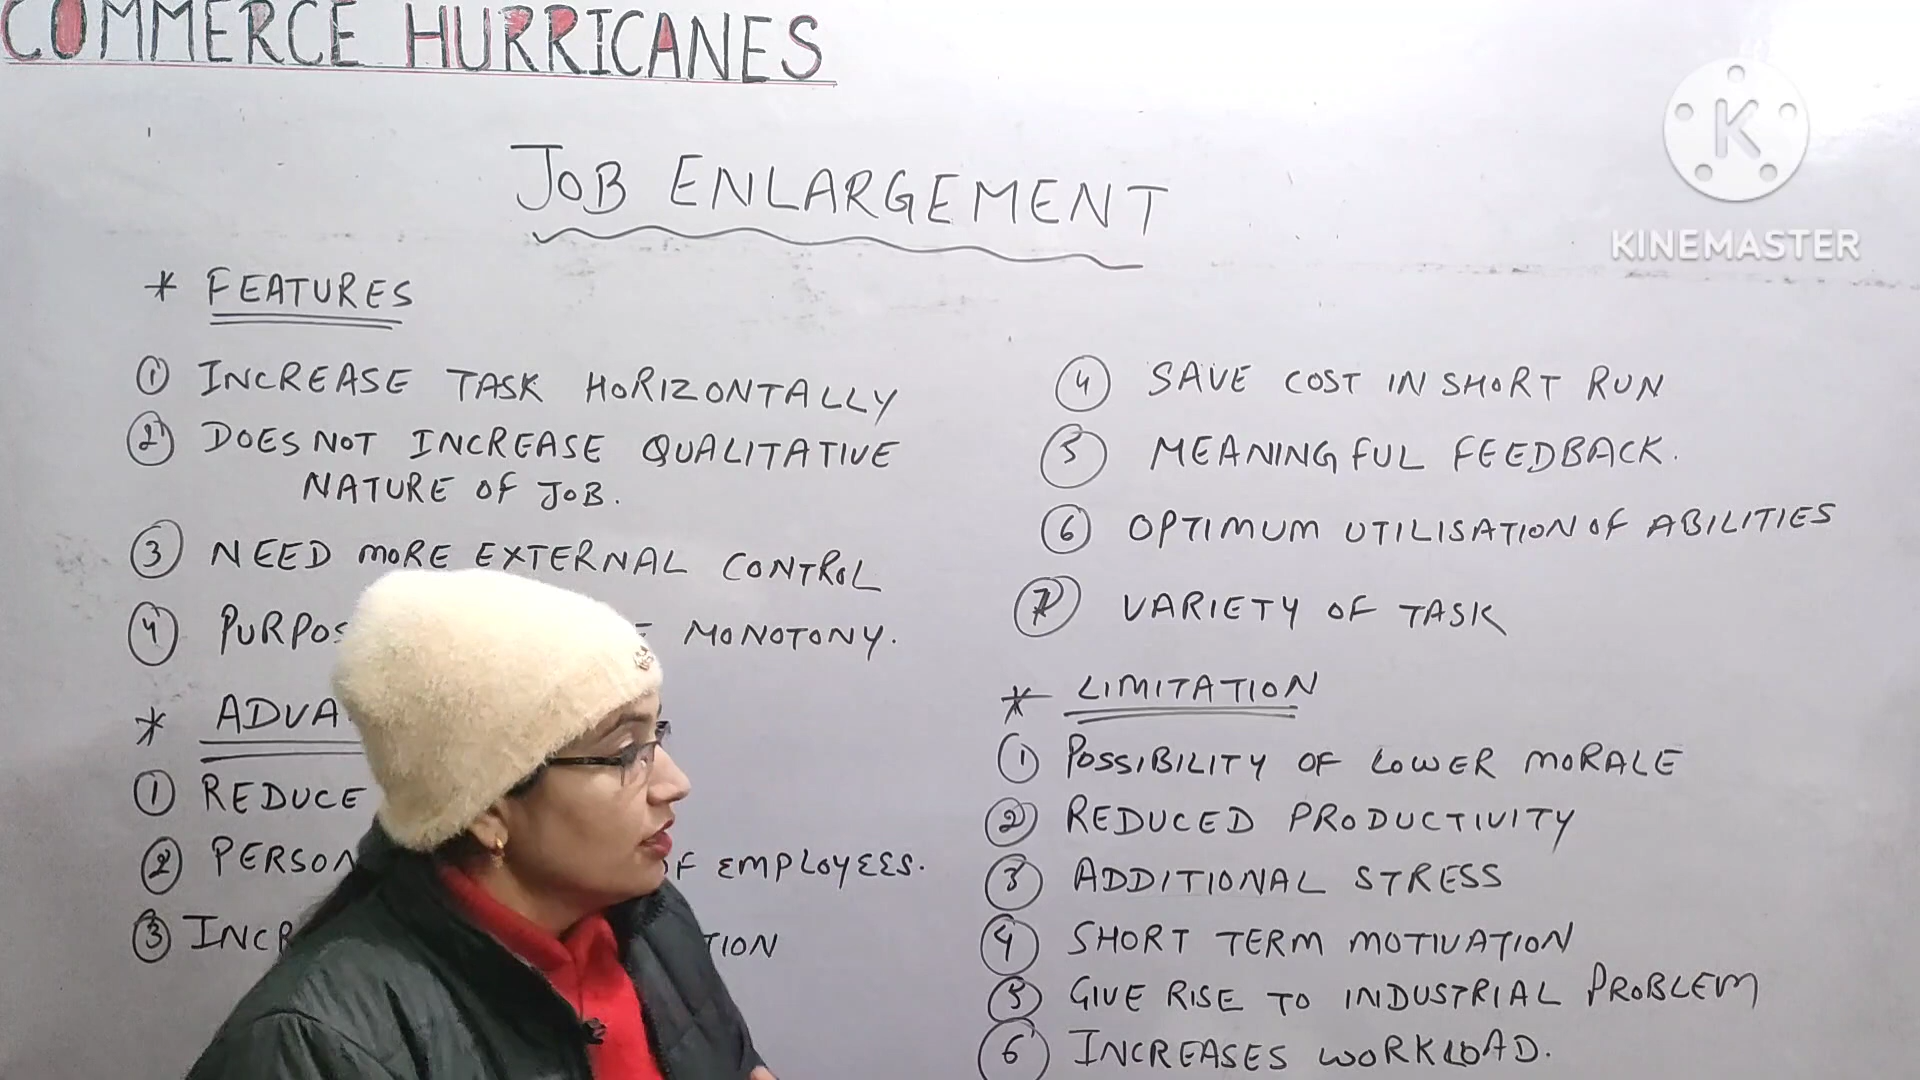 COMMERCE HURRICANES
K
KINEMASTER
JOB ENLARGEMENT
* FEATURES
① INCREASE TASK HORIZONTALLY
② DOES NOT INCREASE QUALITATIVE
NATURE OF JOB.
③ NEED MORE EXTERNAL CONTROL
④ MONOTONY.
*
① REDUCE
② OF EMPLOYEES.
③
④ SAVE COST IN SHORT RUN
⑤ MEANINGFUL FEEDBACK.
⑥ OPTIMUM UTILISATION OF ABILITIES
⑦ VARIETY OF TASK
* LIMITATION
① POSSIBILITY OF LOWER MORALE
② REDUCED PRODUCTIVITY
③ ADDITIONAL STRESS
④ SHORT TERM MOTIVATION
⑤ GIVE RISE TO INDUSTRIAL PROBLEM
⑥ INCREASES WORKLOAD.